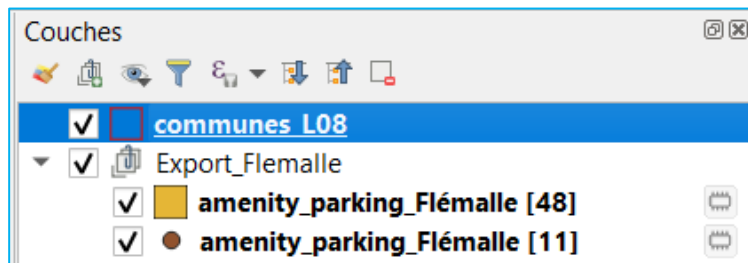 Couches
communes_L08
Export_Flemalle
amenity_parking_Flémalle [48]
amenity_parking_Flémalle [11]